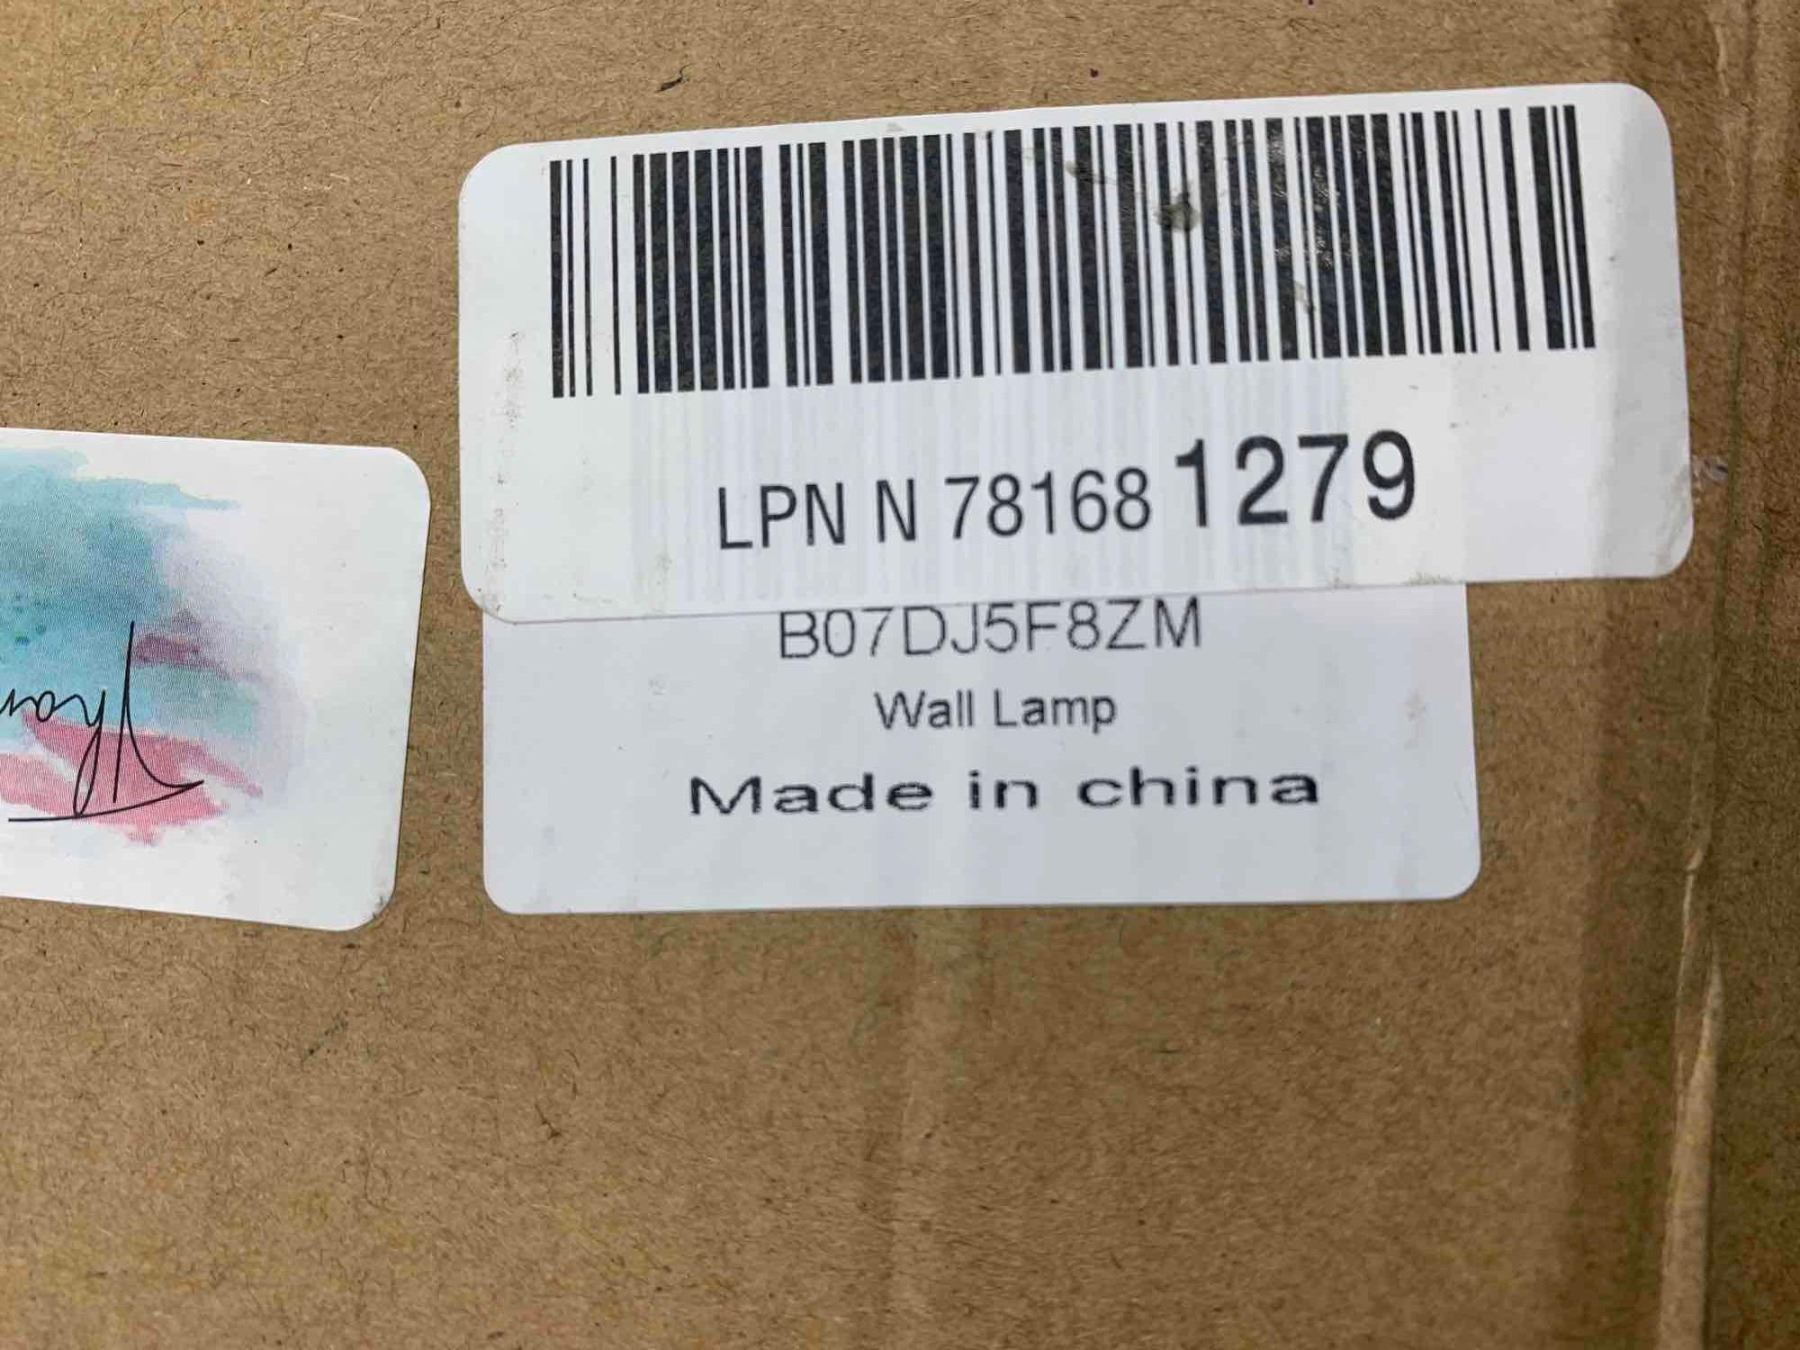 LPN N 78168 1279
B07DJ5F8ZM
Wall Lamp
Made in china